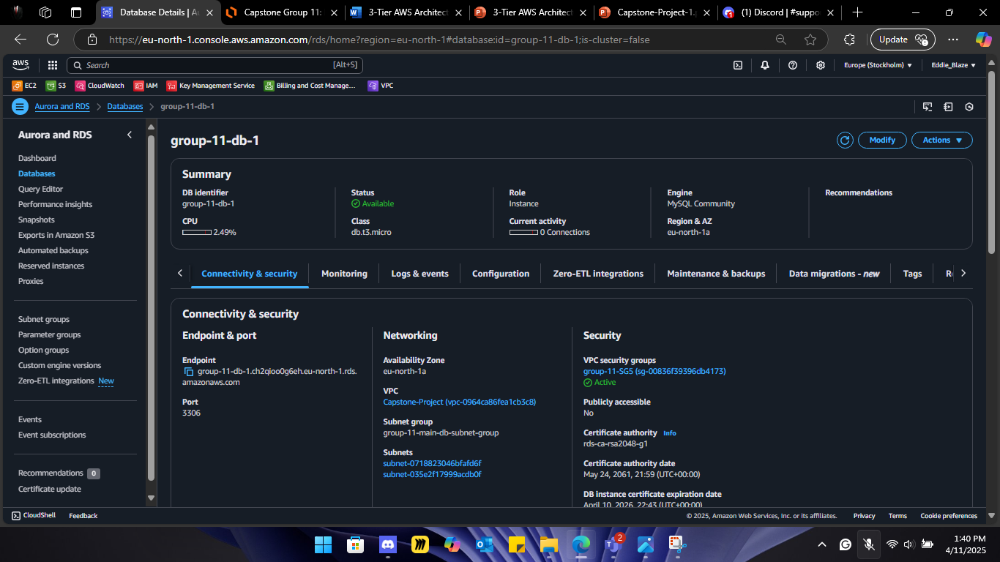 Database Details | A
Capstone Group 11:
3-Tier AWS Architect
3-Tier AWS Architect
Capstone-Project-1.p
(1) Discord | #suppo
https://eu-north-1.console.aws.amazon.com/rds/home?region=eu-north-1#database:id=group-11-db-1;is-cluster=false
Update
aws
Search
[Alt+S]
Europe (Stockholm)
Eddie_Blaze
EC2
S3
CloudWatch
IAM
Key Management Service
Billing and Cost Manage...
VPC
Aurora and RDS
Databases
group-11-db-1
Aurora and RDS
Dashboard
Databases
Query Editor
Performance insights
Snapshots
Exports in Amazon S3
Automated backups
Reserved instances
Proxies
Subnet groups
Parameter groups
Option groups
Custom engine versions
Zero-ETL integrations New
Events
Event subscriptions
Recommendations 0
Certificate update
group-11-db-1
Modify
Actions
Summary
DB identifier
group-11-db-1
CPU
2.49%
Status
Available
Class
db.t3.micro
Role
Instance
Current activity
0 Connections
Engine
MySQL Community
Region & AZ
eu-north-1a
Recommendations
Connectivity & security
Monitoring
Logs & events
Configuration
Zero-ETL integrations
Maintenance & backups
Data migrations - new
Tags
R
Connectivity & security
Endpoint & port
Endpoint
group-11-db-1.ch2qioo0g6eh.eu-north-1.rds.
amazonaws.com
Port
3306
Networking
Availability Zone
eu-north-1a
VPC
Capstone-Project (vpc-0964ca86fea1cb3c8)
Subnet group
group-11-main-db-subnet-group
Subnets
subnet-0718823046bfafd6f
subnet-035e2f17999acdb0f
Security
VPC security groups
group-11-SG5 (sg-00836f39396db4173)
Active
Publicly accessible
No
Certificate authority Info
rds-ca-rsa2048-g1
Certificate authority date
May 24, 2061, 21:59 (UTC+00:00)
DB instance certificate expiration date
April 10, 2026, 22:43 (UTC+00:00)
CloudShell
Feedback
© 2025, Amazon Web Services, Inc. or its affiliates.
Privacy
Terms
Cookie preferences
2
1:40 PM
4/11/2025